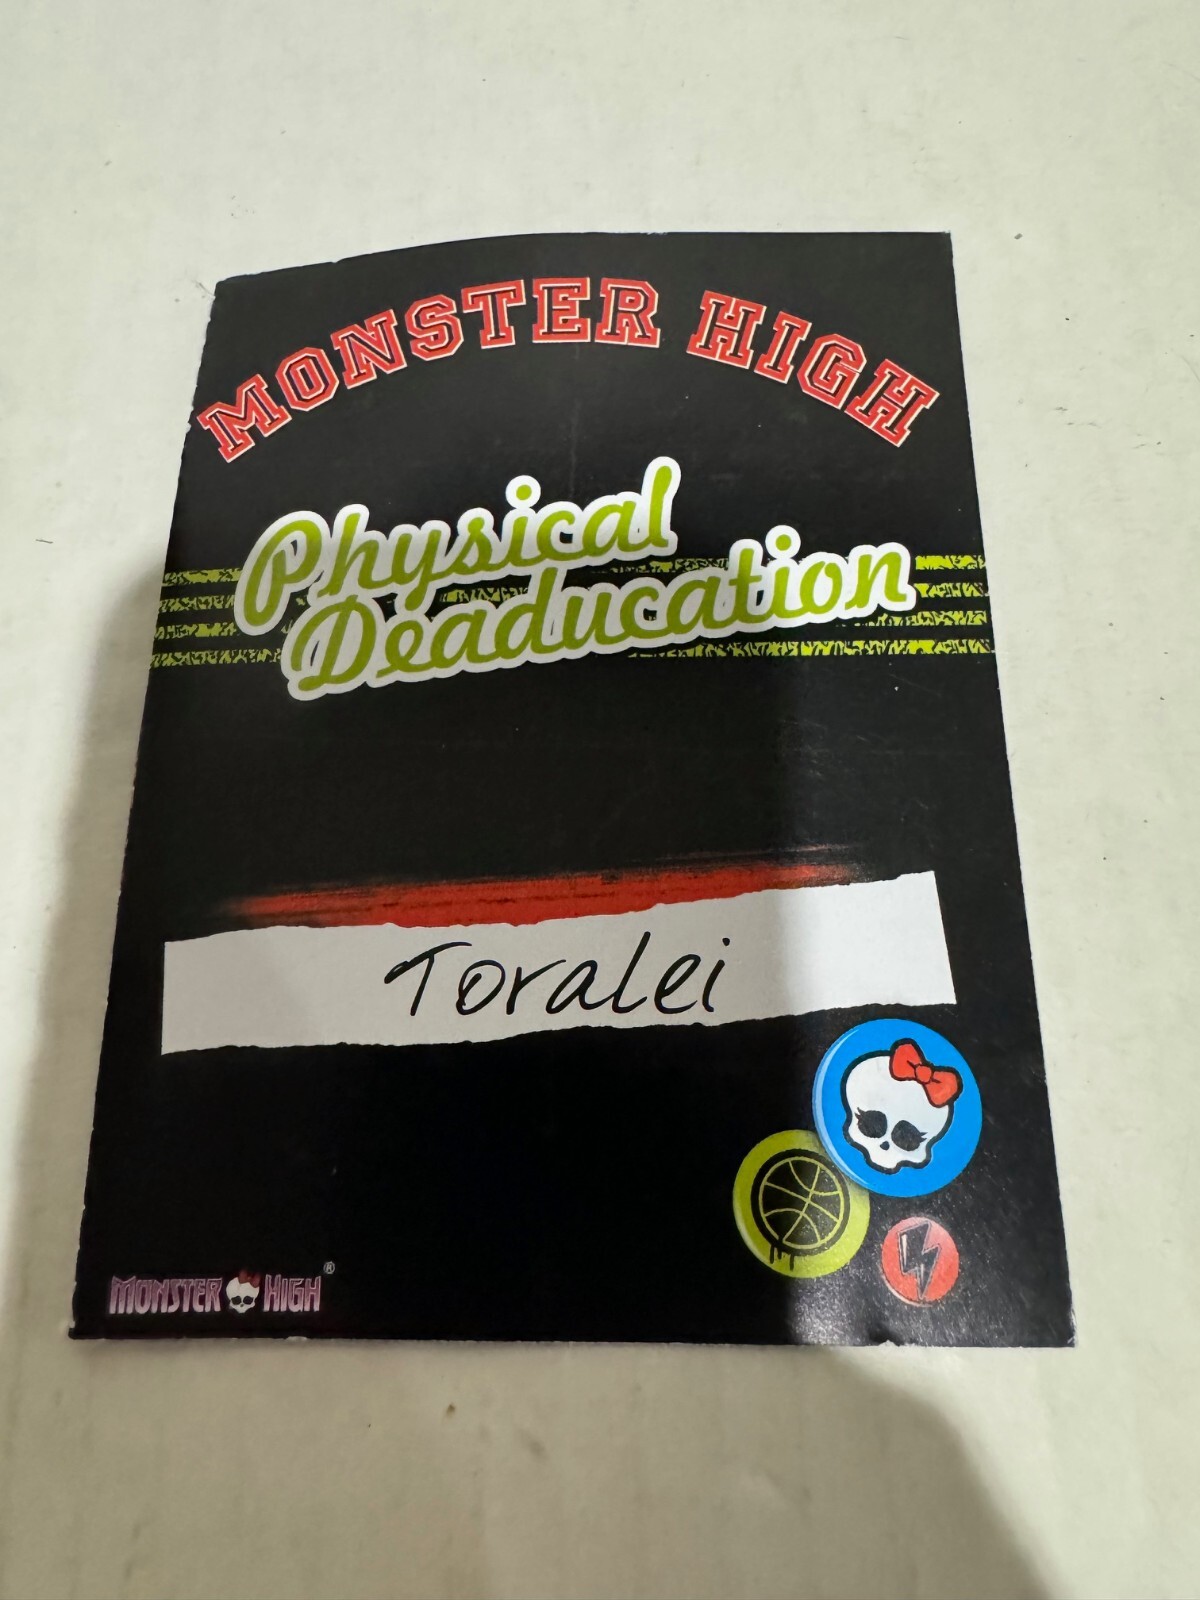 MONSTER HIGH
Physical
Deaducation
Toralei
MONSTER HIGH®